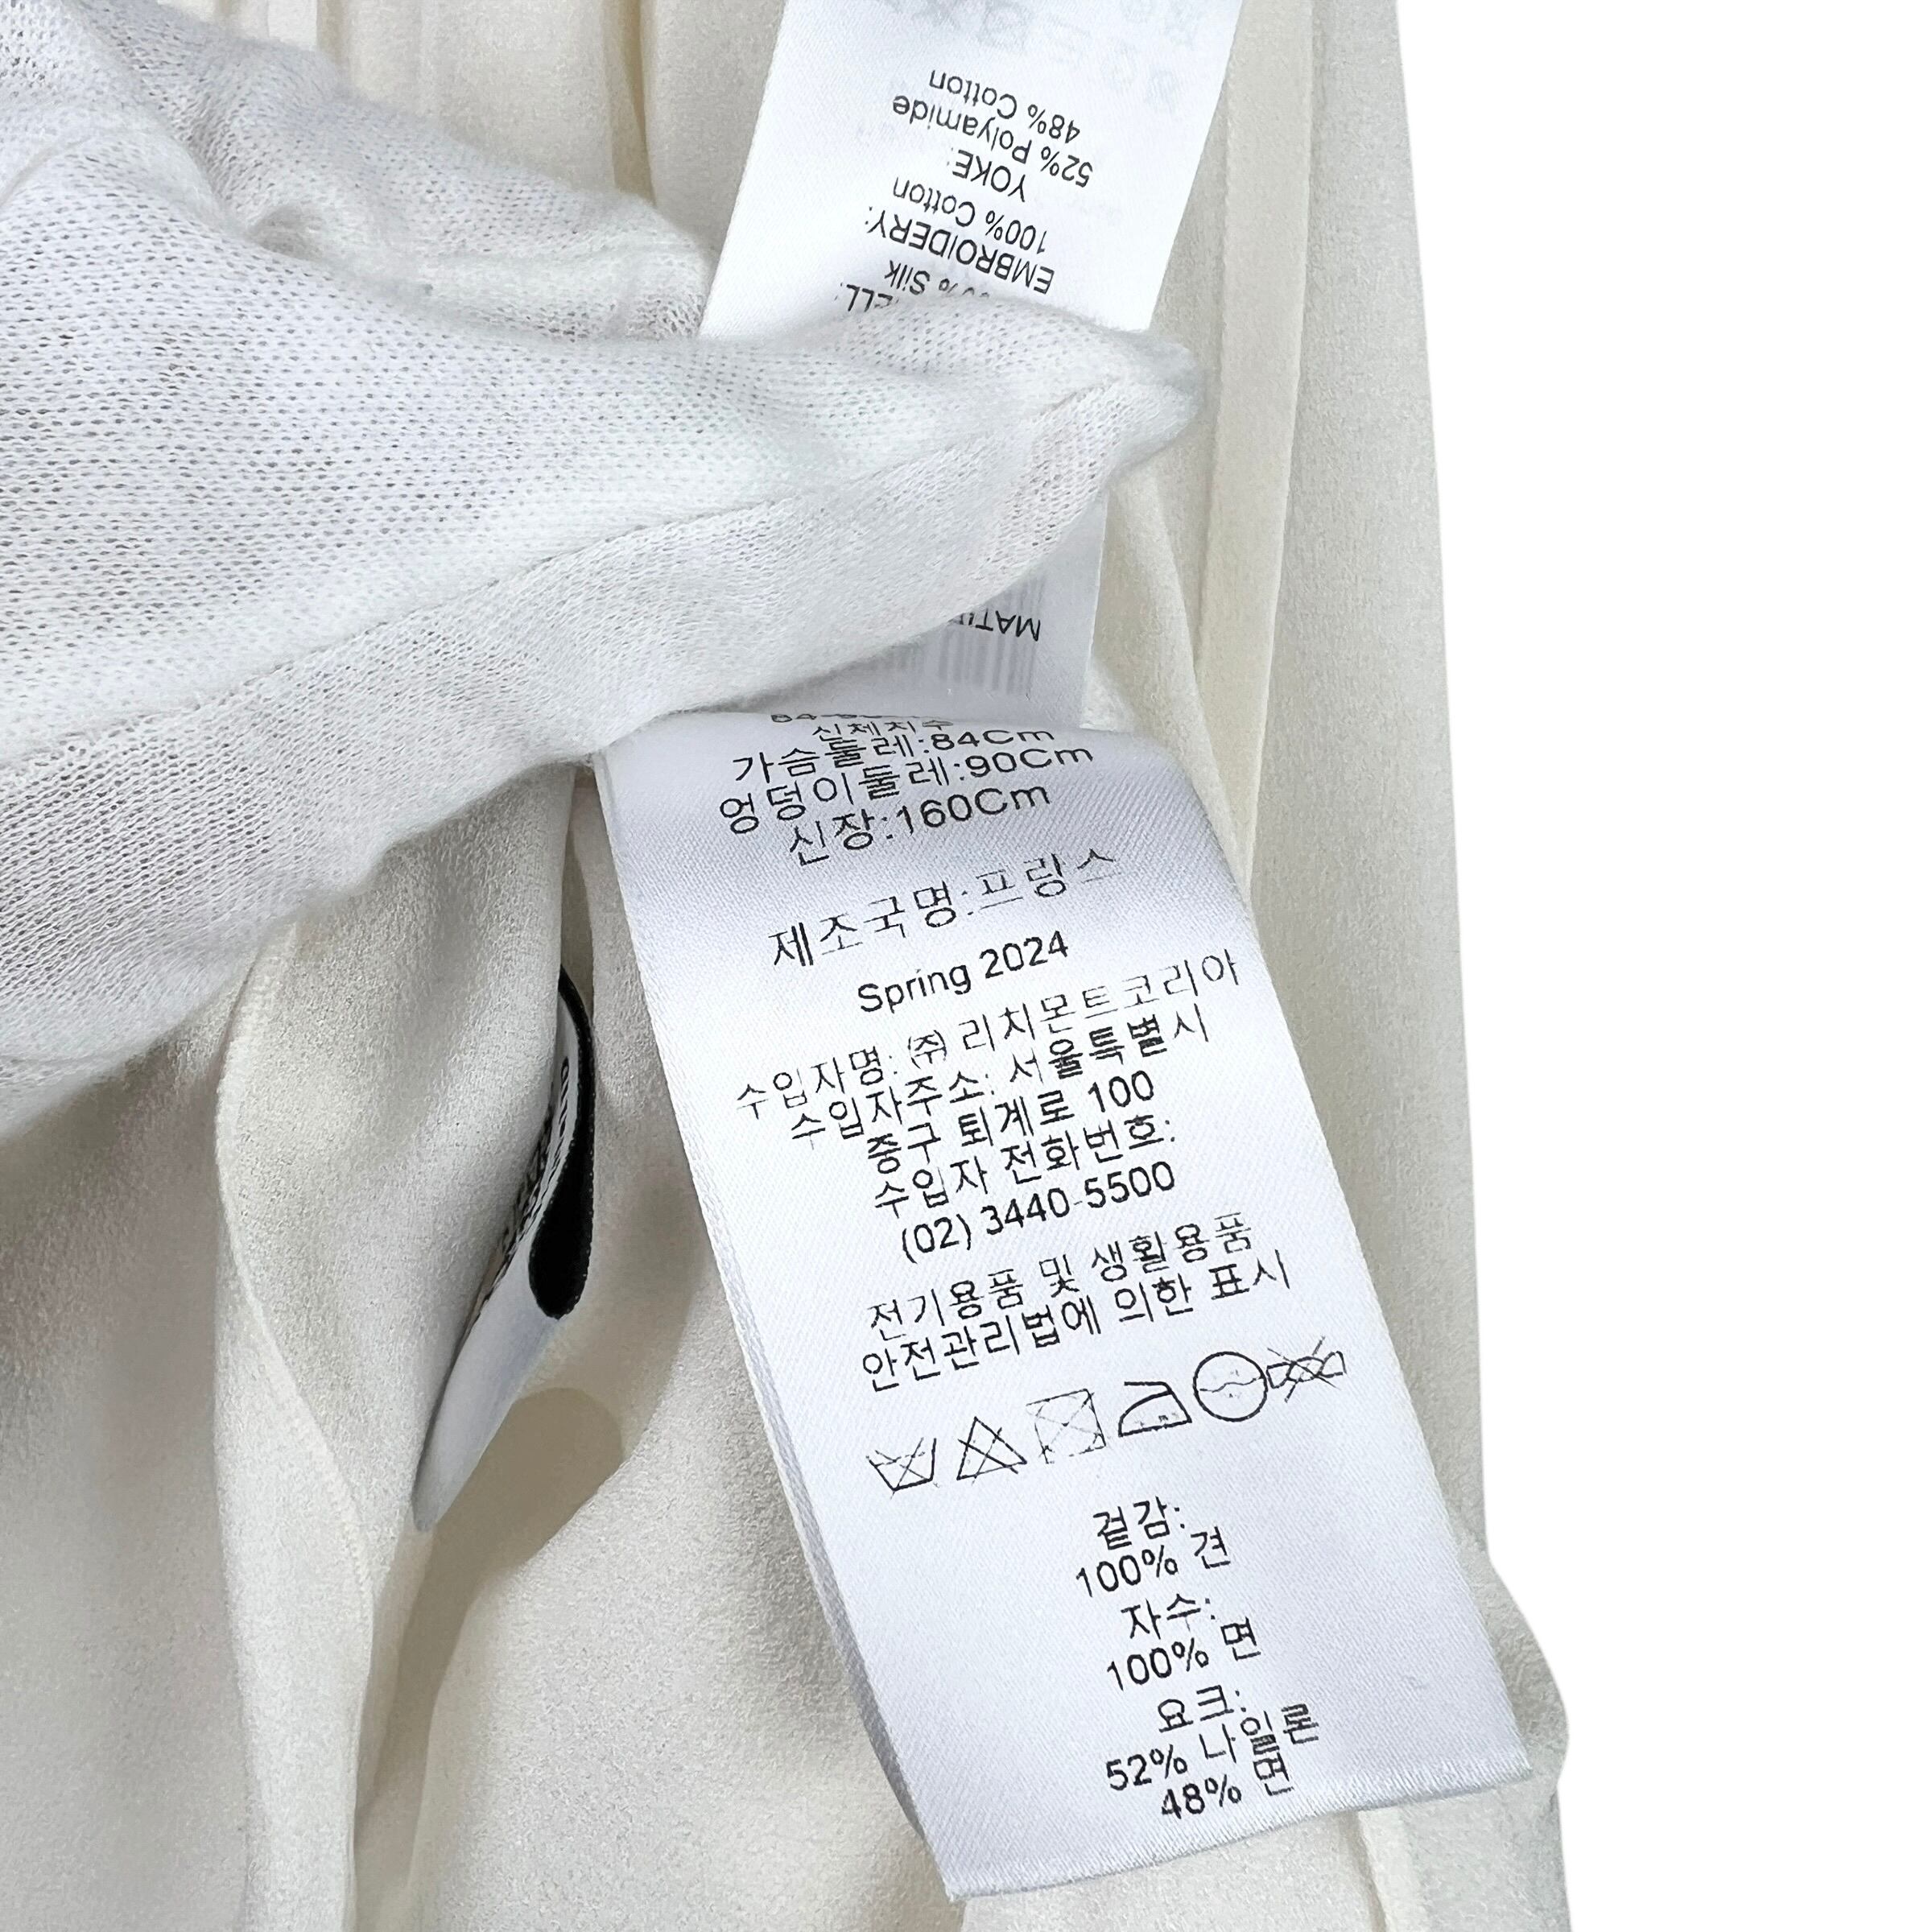 SHELL:
100% Silk
EMBROIDERY:
100% Cotton
YOKE:
52% Polyamide
48% Cotton
신체치수
가슴둘레:84Cm
엉덩이둘레:90Cm
신장:160Cm
제조국명:프랑스
Spring 2024
수입자명: ㈜ 리치몬트코리아
수입자주소: 서울특별시
중구 퇴계로 100
수입자 전화번호:
(02) 3440-5500
전기용품 및 생활용품
안전관리법에 의한 표시
겉감:
100% 견
자수:
100% 면
요크:
52% 나일론
48% 면